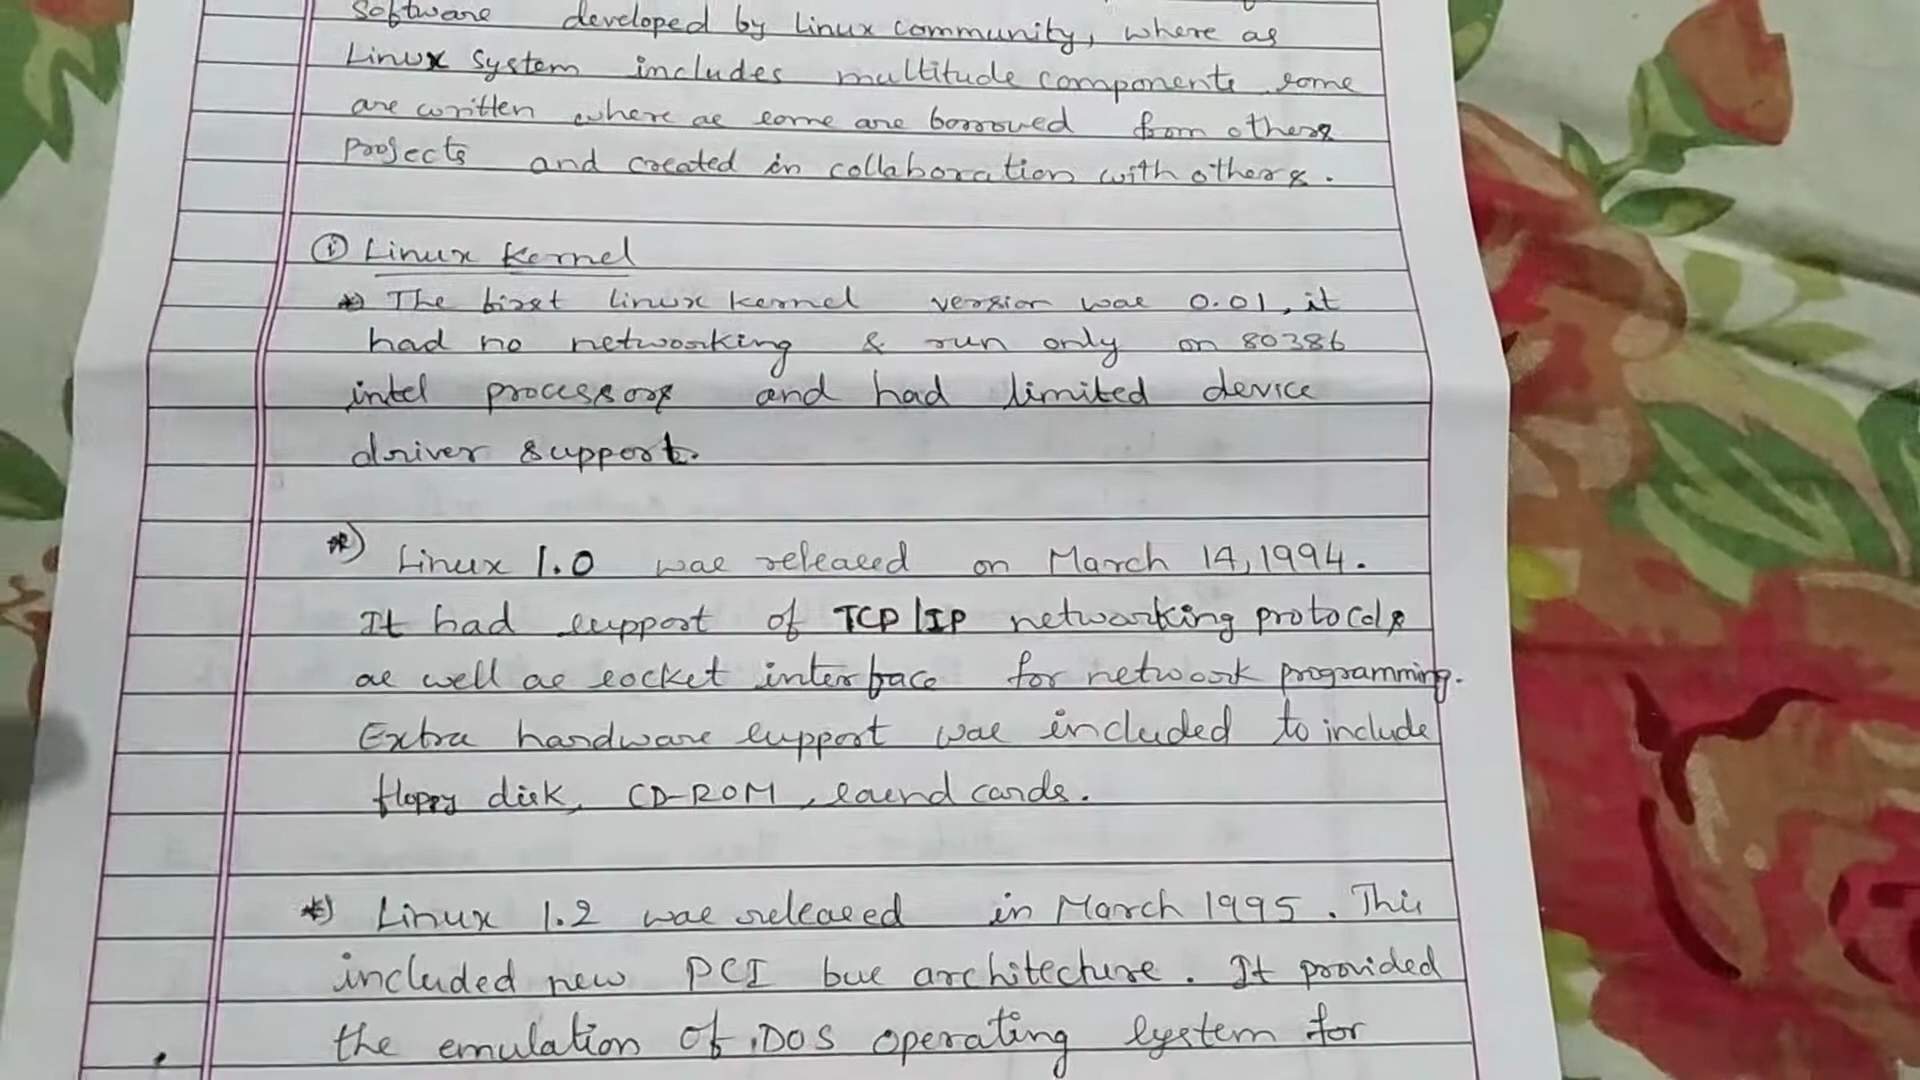 software developed by Linux community, where as
Linux System includes multitude components some
are written where as some are borrowed from others
projects and created in collaboration with others.
① Linux Kernel
*) The first linux kernel version was 0.01, it
had no networking & run only on 80386
intel processors and had limited device
driver support.
*) Linux 1.0 was released on March 14, 1994.
It had support of TCP/IP networking protocols
as well as socket interface for network programming.
Extra hardware support was included to include
floppy disk, CD-ROM, sound cards.
*) Linux 1.2 was released in March 1995. This
included new PCI bus architecture. It provided
the emulation of DOS operating system for